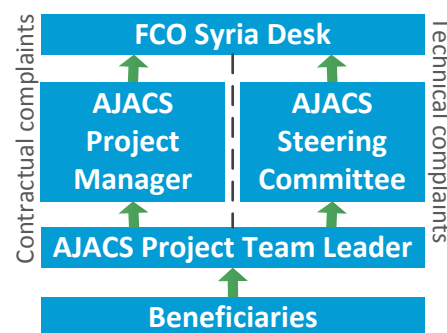 FCO Syria Desk
Contractual complaints
AJACS
Project
Manager
AJACS
Steering
Committee
Technical complaints
AJACS Project Team Leader
Beneficiaries